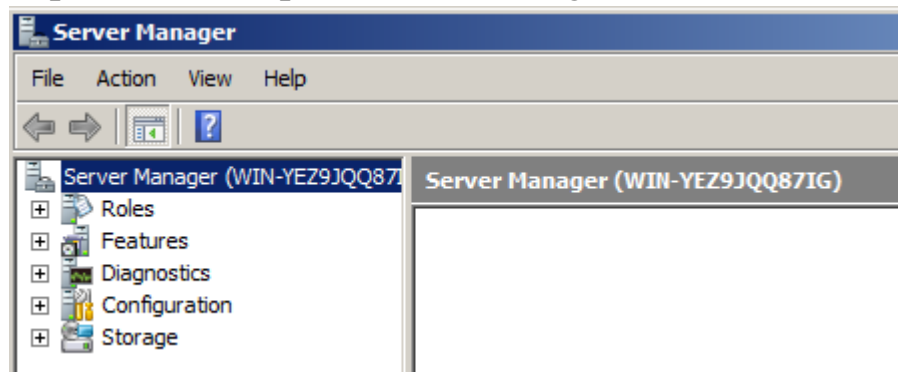 Server Manager
File Action View Help
Server Manager (WIN-YEZ9JQQ87I
Server Manager (WIN-YEZ9JQQ87IG)
Roles
Features
Diagnostics
Configuration
Storage